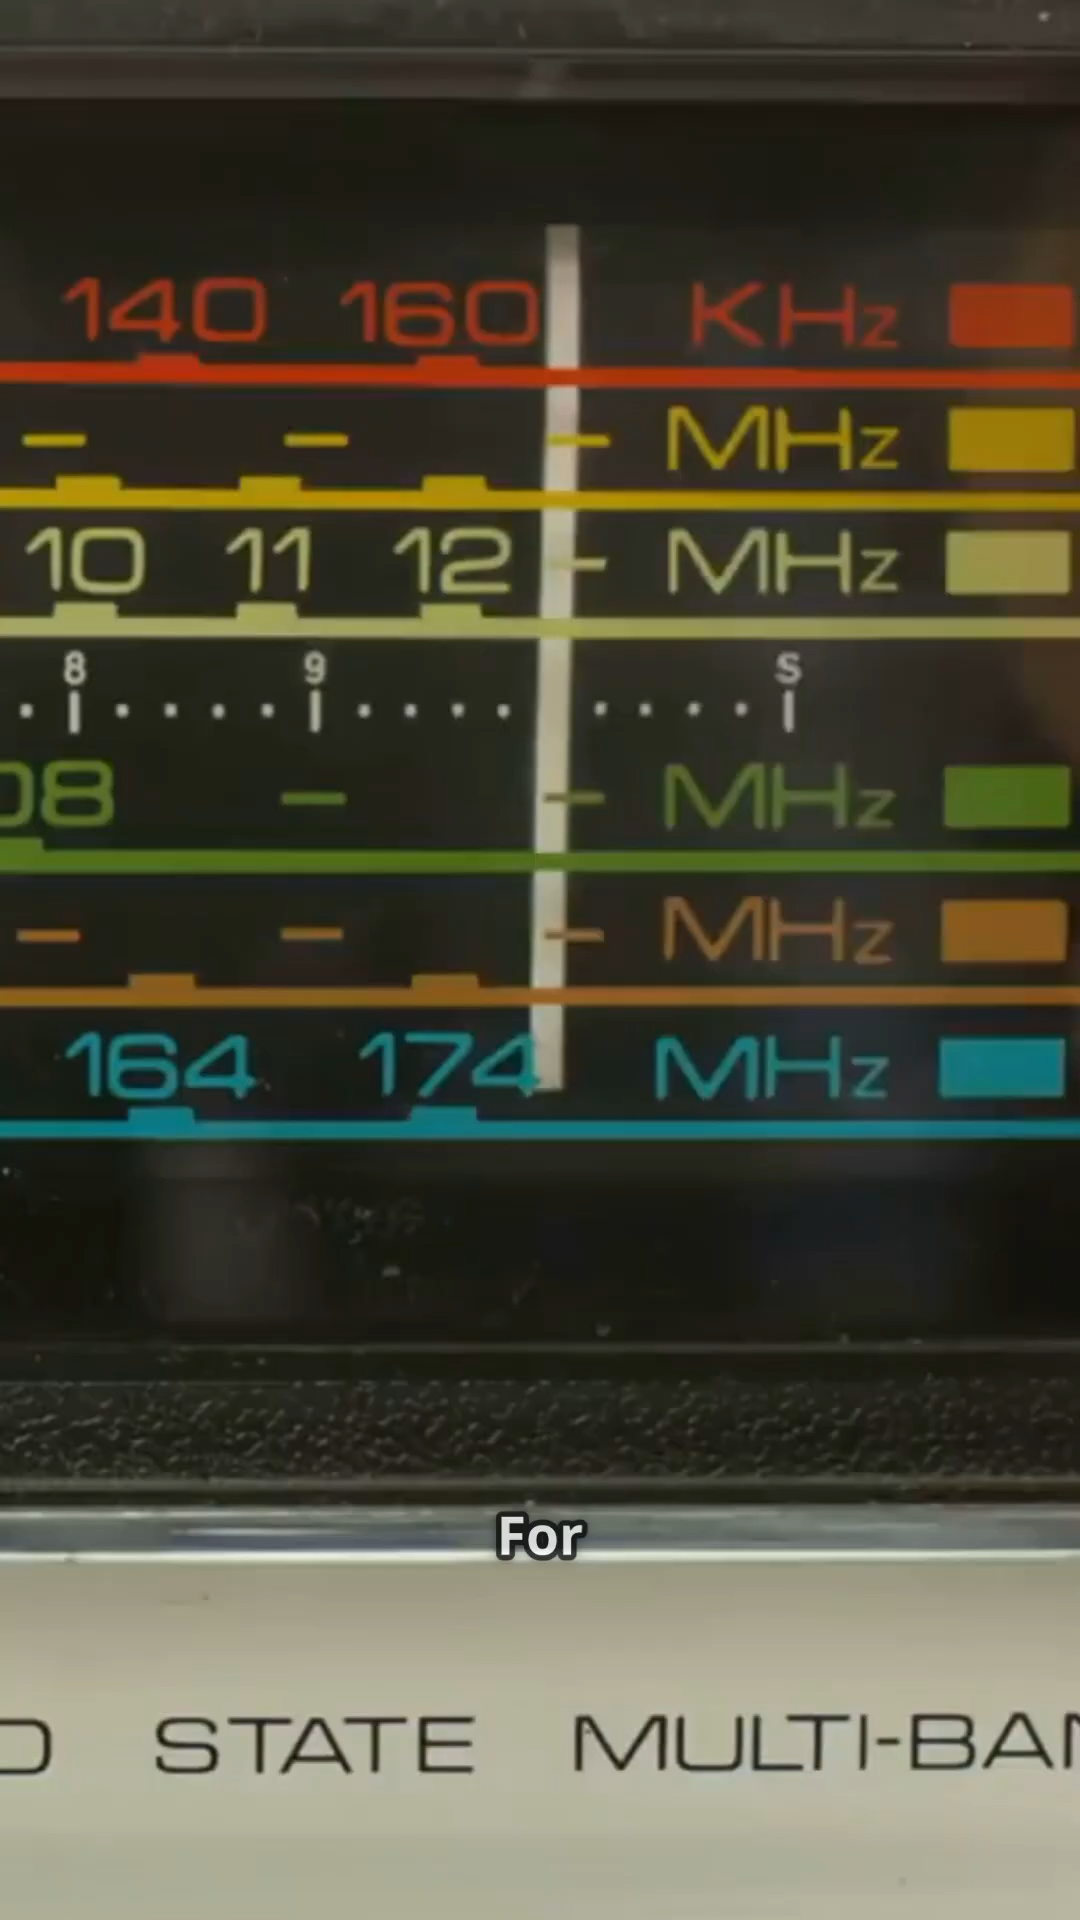 140 160 KHz
MHz
10 11 12 MHz
8 9 S
08 MHz
MHz
164 174 MHz
For
D STATE MULTI-BAN